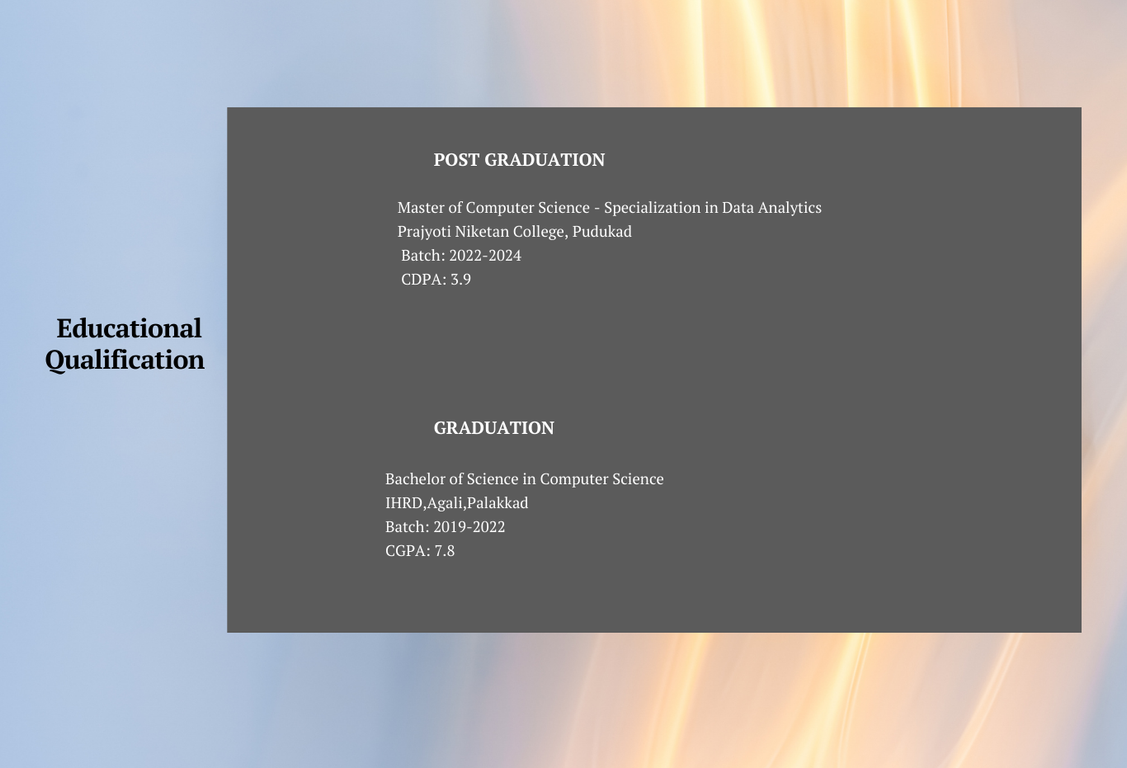 Educational
Qualification
POST GRADUATION
Master of Computer Science - Specialization in Data Analytics
Prajyoti Niketan College, Pudukad
Batch: 2022-2024
CDPA: 3.9
GRADUATION
Bachelor of Science in Computer Science
IHRD,Agali,Palakkad
Batch: 2019-2022
CGPA: 7.8